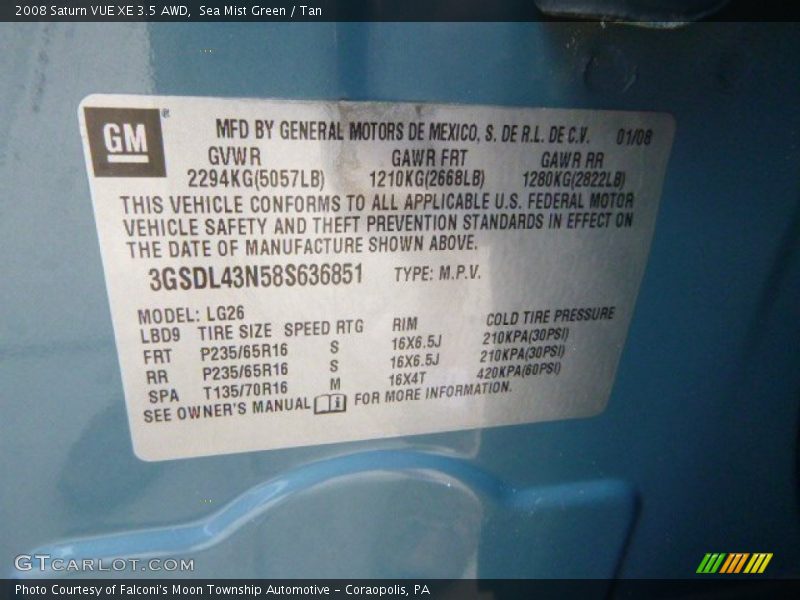 2008 Saturn VUE XE 3.5 AWD,  Sea Mist Green / Tan
GM ® MFD BY GENERAL MOTORS DE MEXICO, S. DE R.L. DE C.V. 01/08
GVWR GAWR FRT GAWR RR
2294KG(5057LB) 1210KG(2668LB) 1280KG(2822LB)
THIS VEHICLE CONFORMS TO ALL APPLICABLE U.S. FEDERAL MOTOR
VEHICLE SAFETY AND THEFT PREVENTION STANDARDS IN EFFECT ON
THE DATE OF MANUFACTURE SHOWN ABOVE.
3GSDL43N58S636851 TYPE: M.P.V.
MODEL: LG26
LBD9 TIRE SIZE SPEED RTG RIM COLD TIRE PRESSURE
FRT P235/65R16 S 16X6.5J 210KPA(30PSI)
RR P235/65R16 S 16X6.5J 210KPA(30PSI)
SPA T135/70R16 M 16X4T 420KPA(60PSI)
SEE OWNER'S MANUAL FOR MORE INFORMATION.
GTCARLOT.COM
Photo Courtesy of Falconi's Moon Township Automotive - Coraopolis, PA